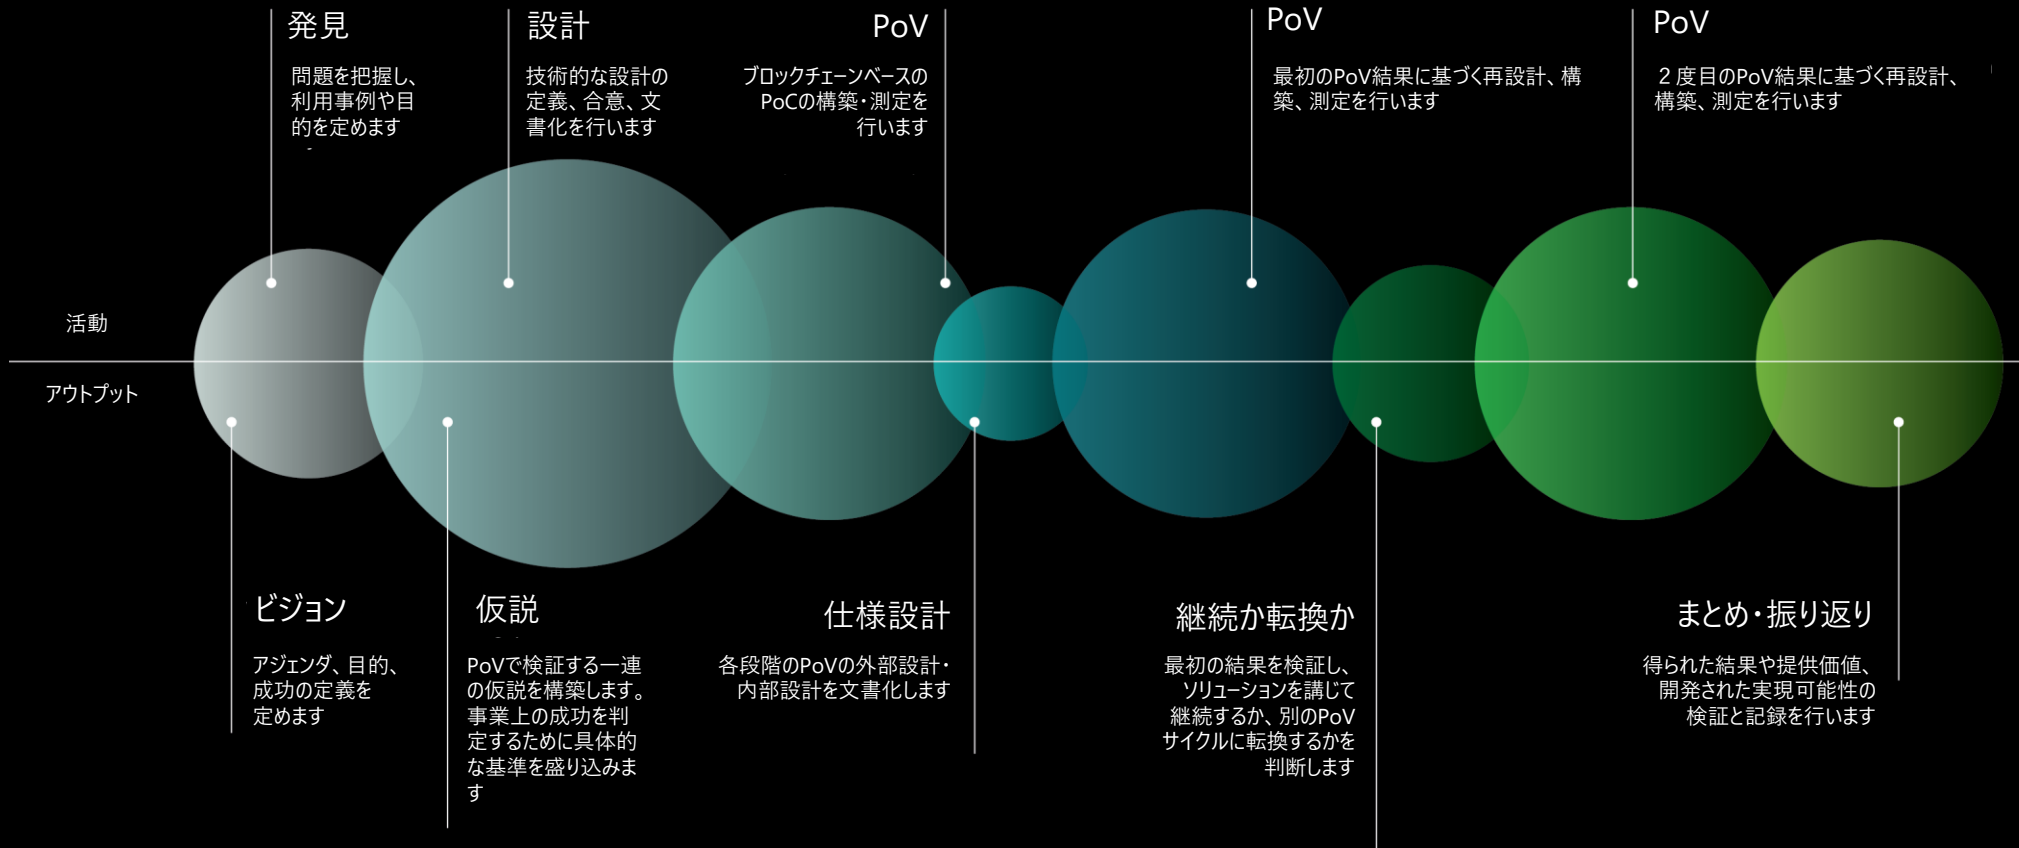 発見
問題を把握し、
利用事例や目
的を定めます
設計
技術的な設計の
定義、合意、文
書化を行います
PoV
ブロックチェーンベースの
PoCの構築・測定を
行います
PoV
最初のPoV結果に基づく再設計、構
築、測定を行います
PoV
２度目のPoV結果に基づく再設計、
構築、測定を行います
活動
アウトプット
ビジョン
アジェンダ、目的、
成功の定義を
定めます
仮説
PoVで検証する一連
の仮説を構築します。
事業上の成功を判
定するために具体的
な基準を盛り込みま
す
仕様設計
各段階のPoVの外部設計・
内部設計を文書化します
継続か転換か
最初の結果を検証し、
ソリューションを講じて
継続するか、別のPoV
サイクルに転換するかを
判断します
まとめ・振り返り
得られた結果や提供価値、
開発された実現可能性の
検証と記録を行います